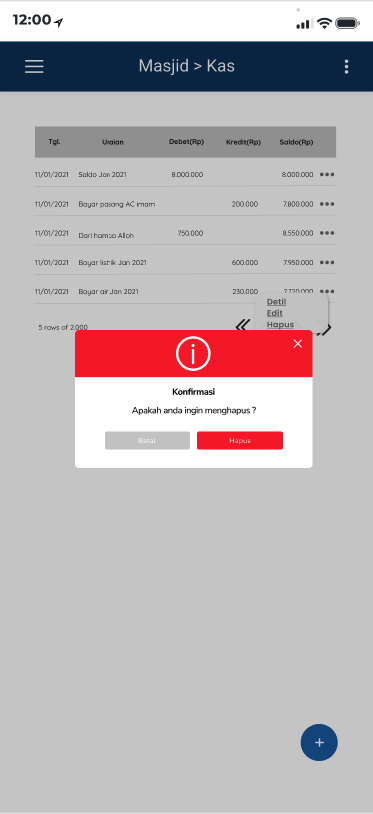 12:00
Masjid > Kas
Tgl. Uraian Debet(Rp) Kredit(Rp) Saldo(Rp)
11/01/2021 Saldo Jan 2021 8.000.000 8.000.000
11/01/2021 Bayar pasang AC imam 200.000 7.800.000
11/01/2021 Dari hamba Alloh 750.000 8.550.000
11/01/2021 Bayar listrik Jan 2021 600.000 7.950.000
11/01/2021 Bayar air Jan 2021 230.000 7.720.000
Detil
Edit
Hapus
5 rows of 2.000
Konfirmasi
Apakah anda ingin menghapus ?
Batal Hapus